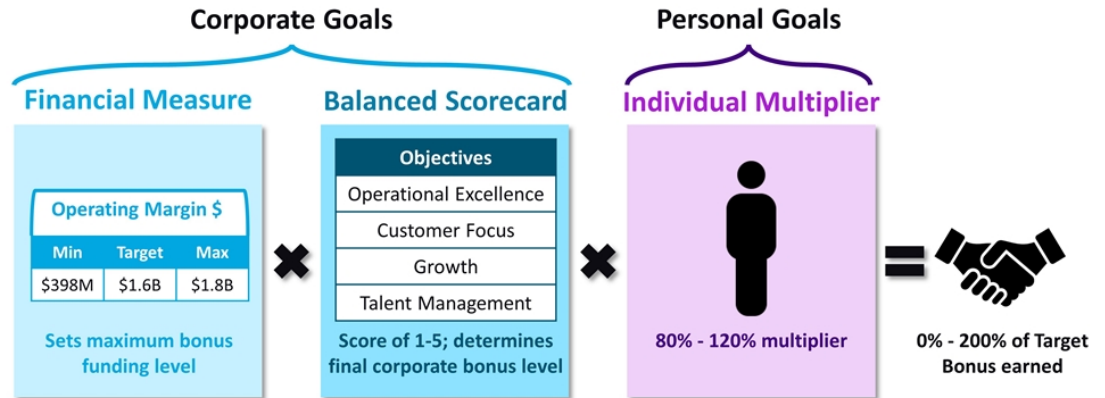 Corporate Goals
Personal Goals
Financial Measure
Balanced Scorecard
Individual Multiplier
Operating Margin $
Min Target Max
$398M $1.6B $1.8B
Sets maximum bonus
funding level
Objectives
Operational Excellence
Customer Focus
Growth
Talent Management
Score of 1-5; determines
final corporate bonus level
80% - 120% multiplier
0% - 200% of Target
Bonus earned